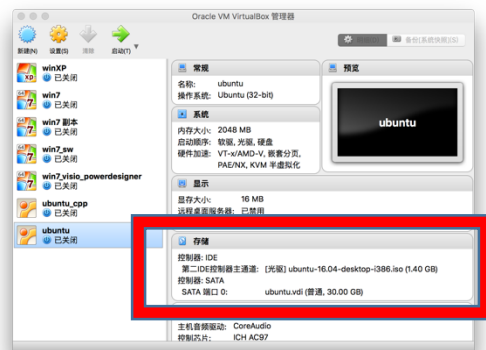 Oracle VM VirtualBox 管理器
新建(N) 设置(S) 清除 启动(T)
备份[系统快照](S)
winXP
已关闭
win7
已关闭
win7 副本
已关闭
win7_sw
已关闭
win7_visio_powerdesigner
已关闭
ubuntu_cpp
已关闭
ubuntu
已关闭
常规
名称: ubuntu
操作系统: Ubuntu (32-bit)
预览
ubuntu
系统
内存大小: 2048 MB
启动顺序: 软驱, 光驱, 硬盘
硬件加速: VT-x/AMD-V, 嵌套分页,
PAE/NX, KVM 半虚拟化
显示
显存大小: 16 MB
远程桌面服务器: 已禁用
存储
控制器: IDE
第二IDE控制器主通道: [光驱] ubuntu-16.04-desktop-i386.iso (1.40 GB)
控制器: SATA
SATA 端口 0: ubuntu.vdi (普通, 30.00 GB)
主机音频驱动: CoreAudio
控制芯片: ICH AC97